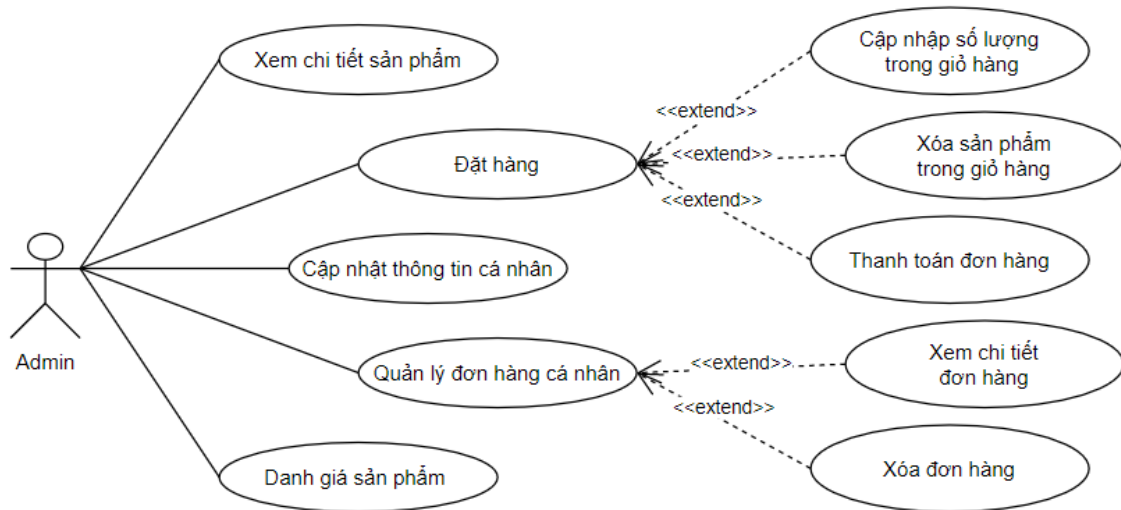 Xem chi tiết sản phẩm
Cập nhập số lượng
trong giỏ hàng
<<extend>>
Đặt hàng
<<extend>>
Xóa sản phẩm
trong giỏ hàng
<<extend>>
Thanh toán đơn hàng
Cập nhật thông tin cá nhân
Admin
Quản lý đơn hàng cá nhân
<<extend>>
Xem chi tiết
đơn hàng
<<extend>>
Xóa đơn hàng
Danh giá sản phẩm